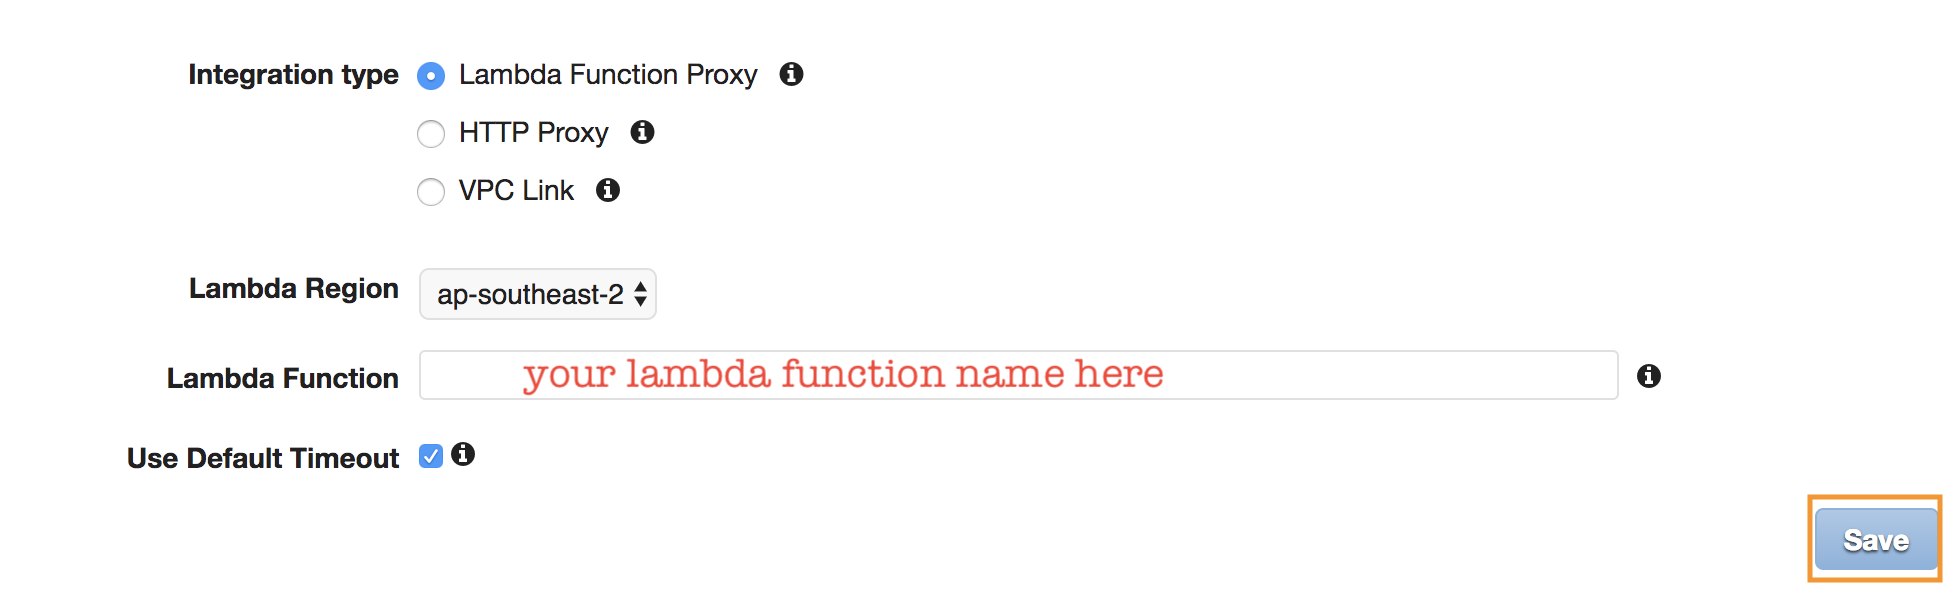 Integration type Lambda Function Proxy
HTTP Proxy
VPC Link
Lambda Region ap-southeast-2
Lambda Function your lambda function name here
Use Default Timeout
Save